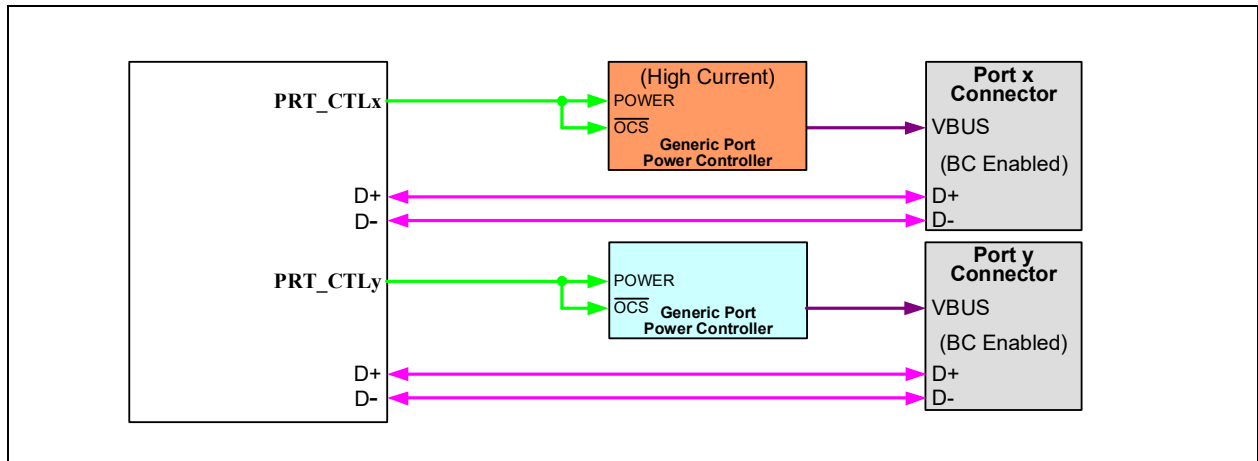 PRT_CTLx
D+
D-
(High Current)
POWER
OCS
Generic Port
Power Controller
Port x
Connector
VBUS
(BC Enabled)
D+
D-
PRT_CTLy
D+
D-
POWER
OCS
Generic Port
Power Controller
Port y
Connector
VBUS
(BC Enabled)
D+
D-